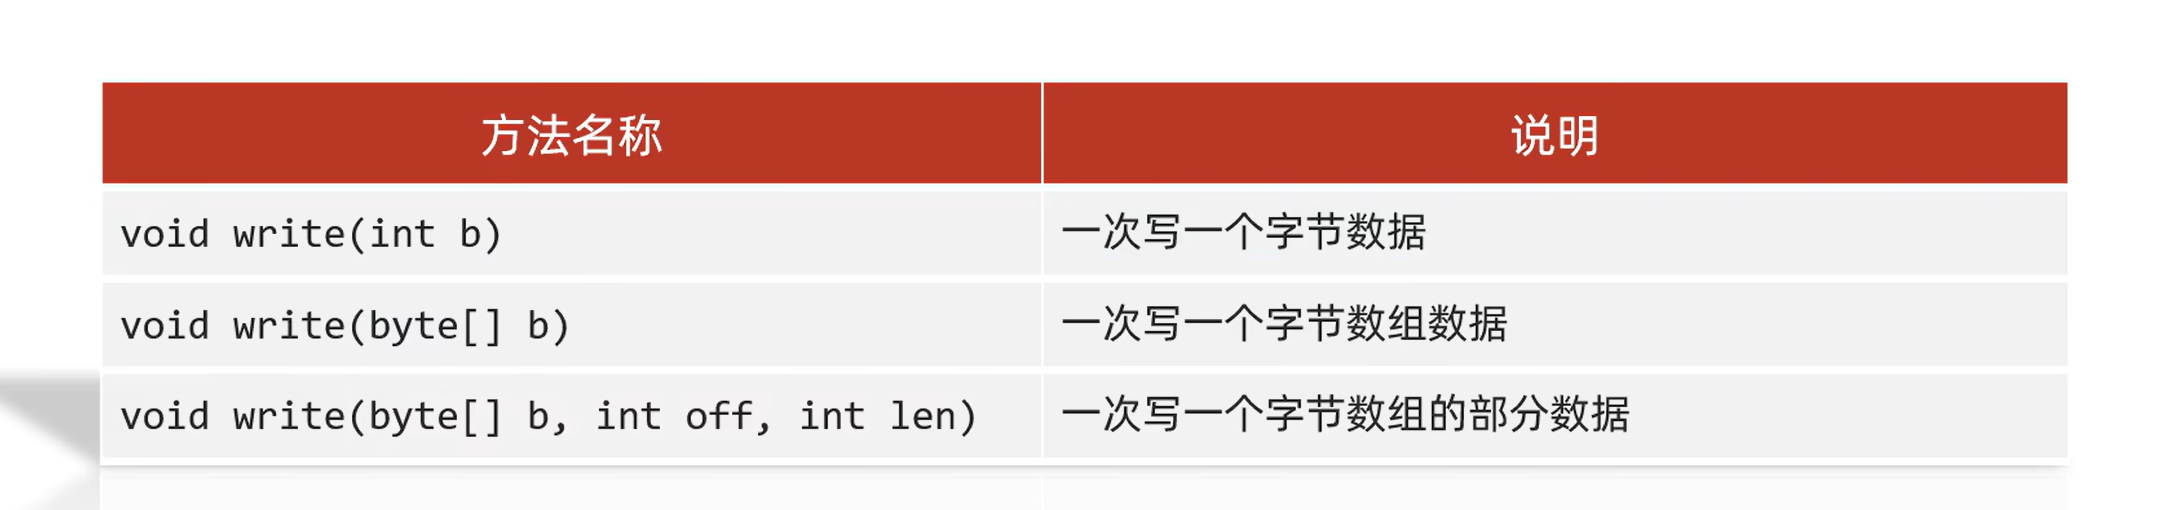 方法名称 说明
void write(int b) 一次写一个字节数据
void write(byte[] b) 一次写一个字节数组数据
void write(byte[] b, int off, int len) 一次写一个字节数组的部分数据